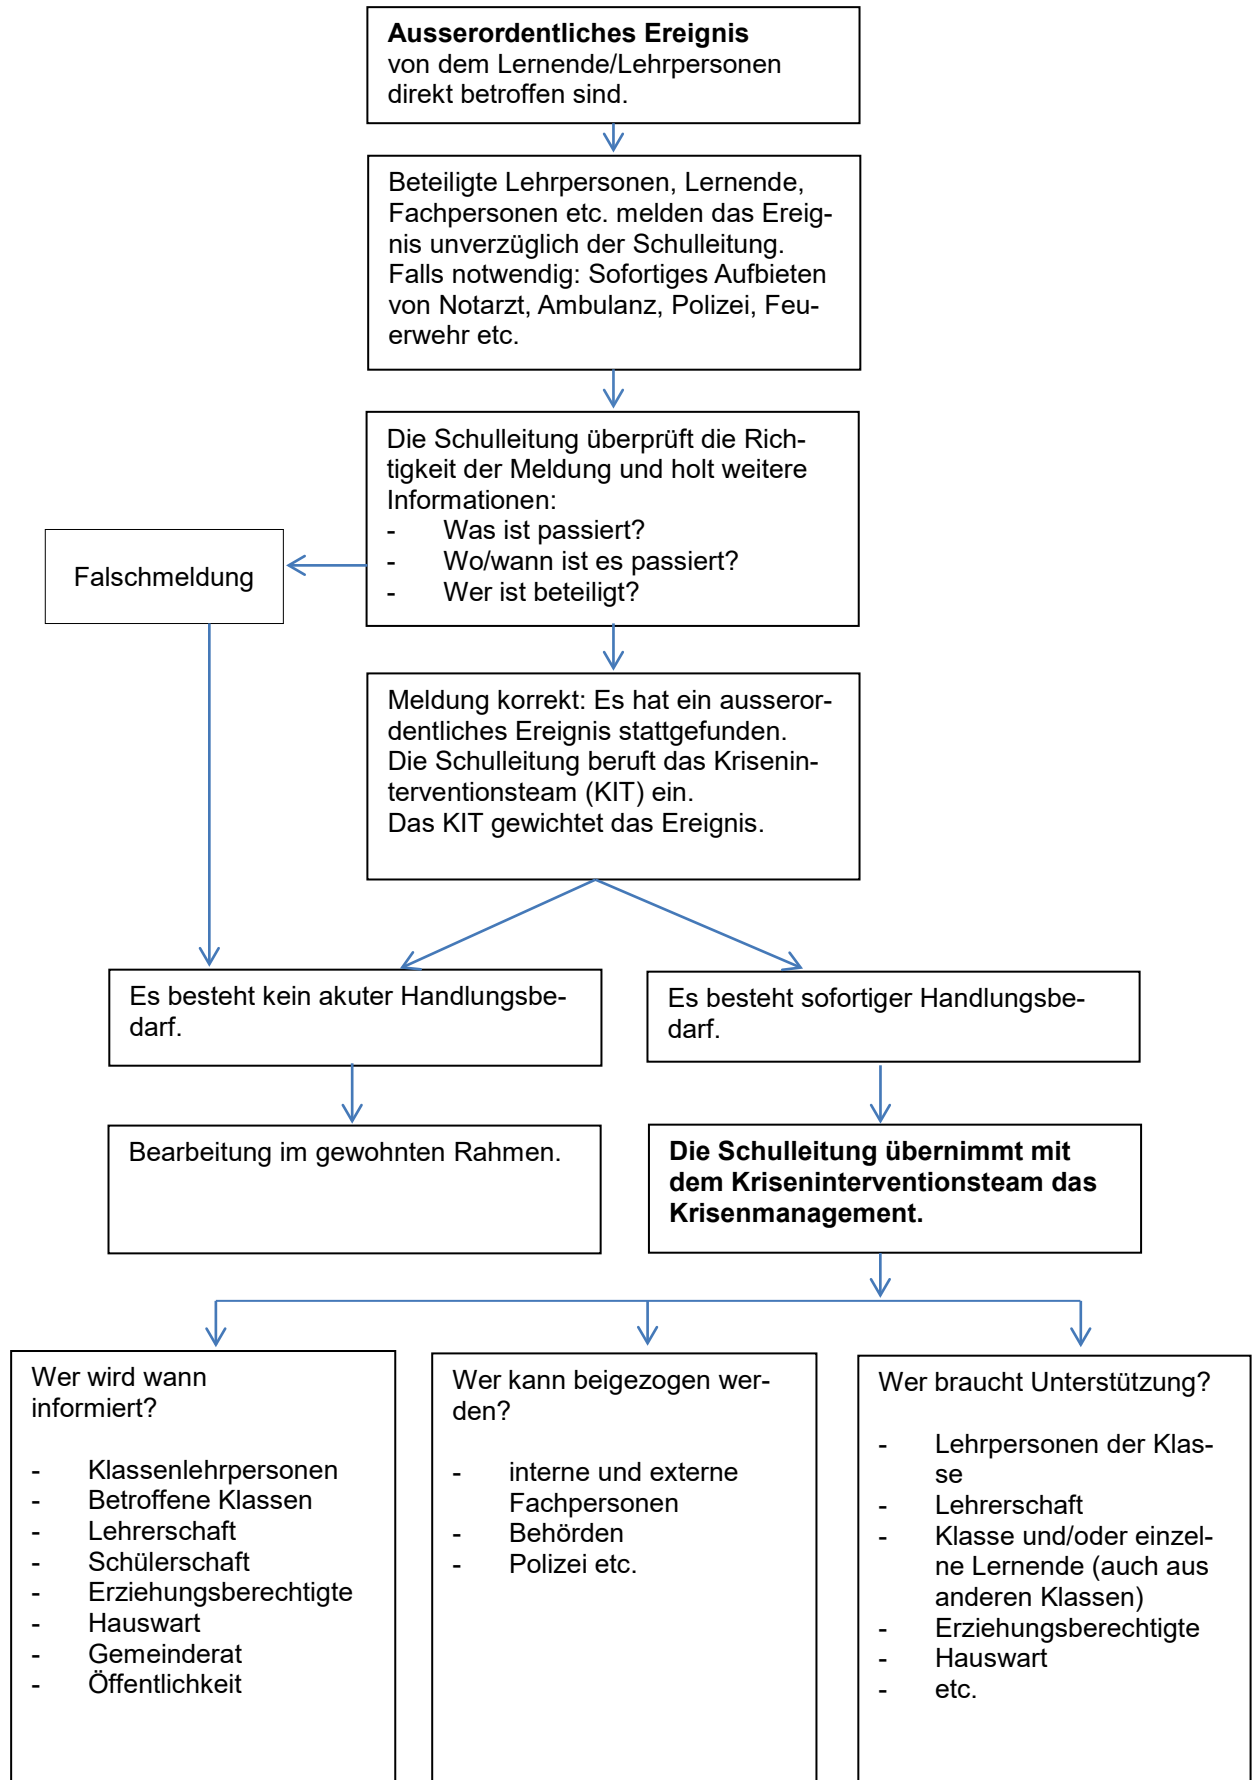 Ausserordentliches Ereignis
von dem Lernende/Lehrpersonen
direkt betroffen sind.
Beteiligte Lehrpersonen, Lernende,
Fachpersonen etc. melden das Ereig-
nis unverzüglich der Schulleitung.
Falls notwendig: Sofortiges Aufbieten
von Notarzt, Ambulanz, Polizei, Feu-
erwehr etc.
Die Schulleitung überprüft die Rich-
tigkeit der Meldung und holt weitere
Informationen:
- Was ist passiert?
- Wo/wann ist es passiert?
- Wer ist beteiligt?
Falschmeldung
Meldung korrekt: Es hat ein ausseror-
dentliches Ereignis stattgefunden.
Die Schulleitung beruft das Krisenin-
terventionsteam (KIT) ein.
Das KIT gewichtet das Ereignis.
Es besteht kein akuter Handlungsbe-
darf.
Es besteht sofortiger Handlungsbe-
darf.
Bearbeitung im gewohnten Rahmen.
Die Schulleitung übernimmt mit
dem Kriseninterventionsteam das
Krisenmanagement.
Wer wird wann
informiert?
- Klassenlehrpersonen
- Betroffene Klassen
- Lehrerschaft
- Schülerschaft
- Erziehungsberechtigte
- Hauswart
- Gemeinderat
- Öffentlichkeit
Wer kann beigezogen wer-
den?
- interne und externe
Fachpersonen
- Behörden
- Polizei etc.
Wer braucht Unterstützung?
- Lehrpersonen der Klas-
se
- Lehrerschaft
- Klasse und/oder einzel-
ne Lernende (auch aus
anderen Klassen)
- Erziehungsberechtigte
- Hauswart
- etc.